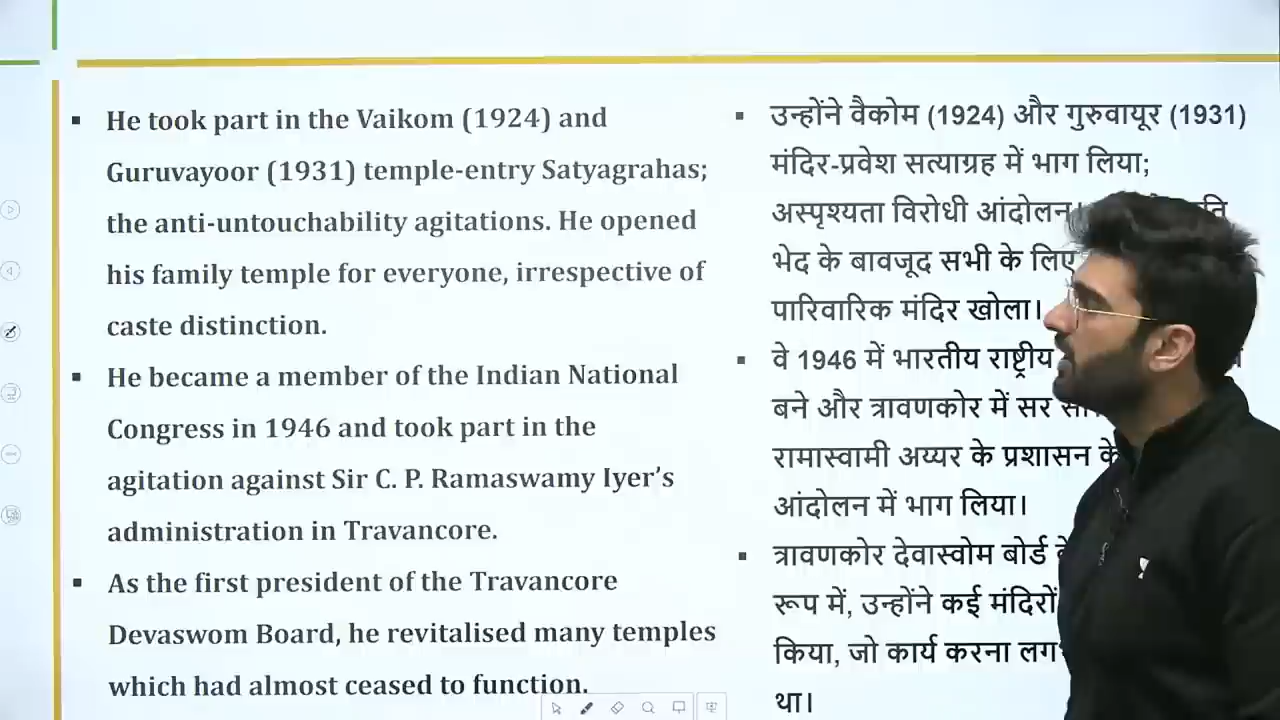 ▪ He took part in the Vaikom (1924) and
Guruvayoor (1931) temple-entry Satyagrahas;
the anti-untouchability agitations. He opened
his family temple for everyone, irrespective of
caste distinction.
▪ He became a member of the Indian National
Congress in 1946 and took part in the
agitation against Sir C. P. Ramaswamy Iyer’s
administration in Travancore.
▪ As the first president of the Travancore
Devaswom Board, he revitalised many temples
which had almost ceased to function.
▪ उन्होंने वैकोम (1924) और गुरुवायूर (1931)
मंदिर-प्रवेश सत्याग्रह में भाग लिया;
अस्पृश्यता विरोधी आंदोलन।
भेद के बावजूद सभी के लिए
पारिवारिक मंदिर खोला।
▪ वे 1946 में भारतीय राष्ट्रीय
बने और त्रावणकोर में सर
रामास्वामी अय्यर के प्रशासन के
आंदोलन में भाग लिया।
▪ त्रावणकोर देवास्वोम बोर्ड
रूप में, उन्होंने कई मंदिरों
किया, जो कार्य करना
था।